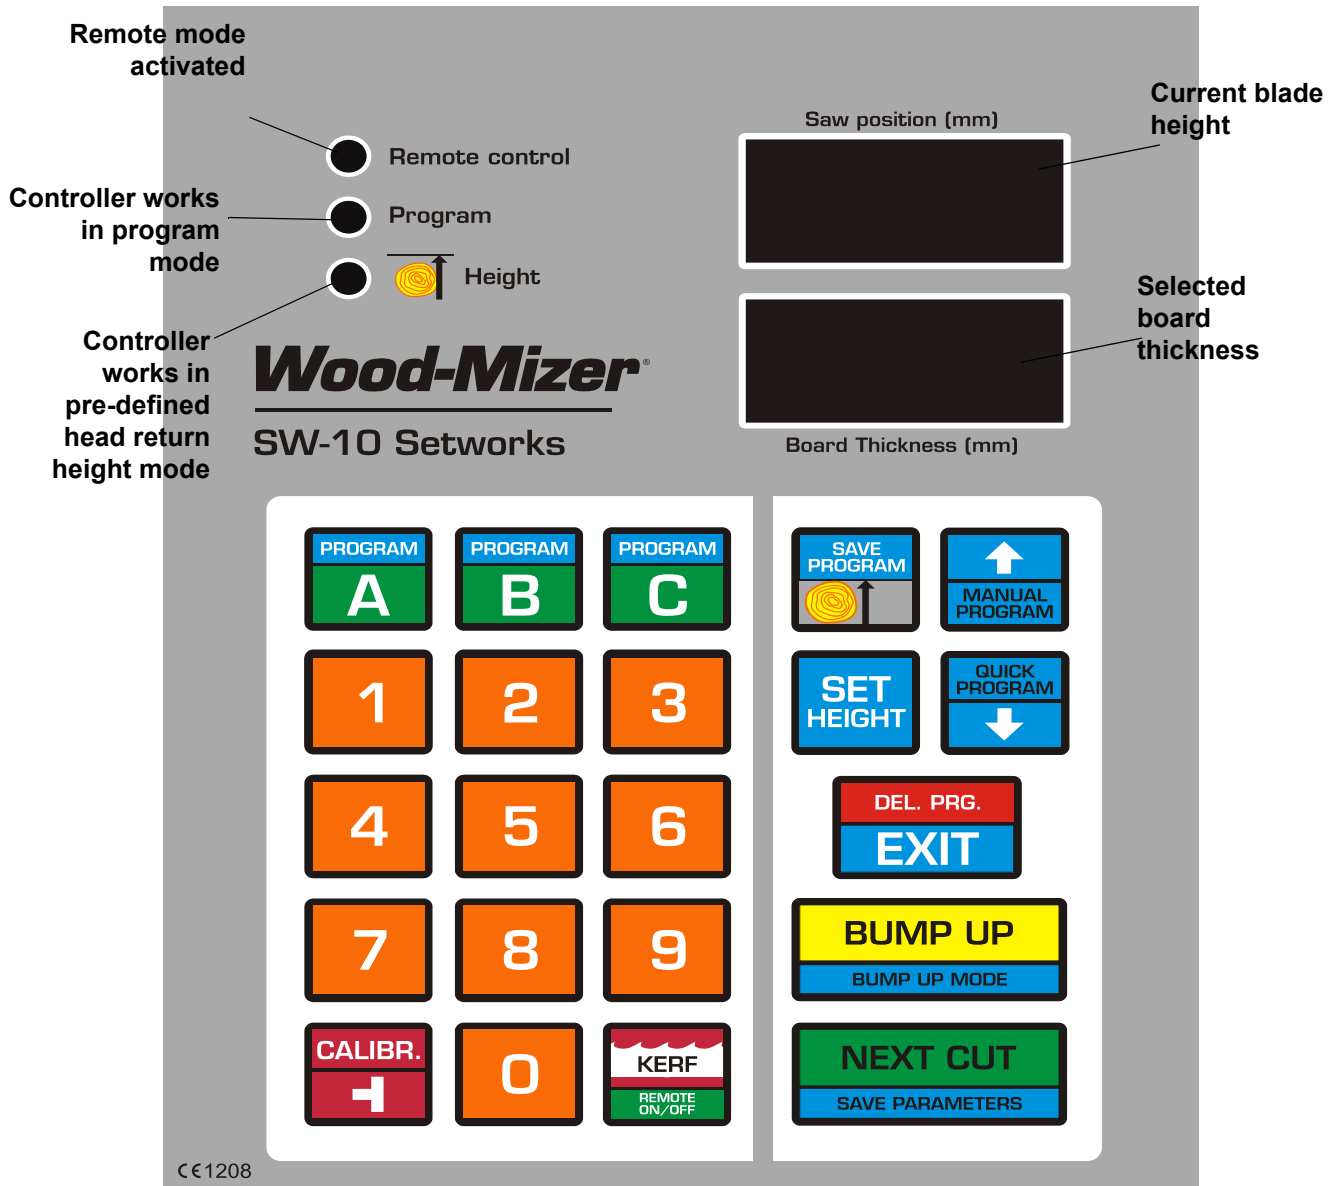 Remote mode
activated
Current blade
height
Saw position (mm)
Remote control
Controller works
in program
mode
Program
Height
Selected
board
thickness
Controller
works in
pre-defined
head return
height mode
Wood-Mizer®
SW-10 Setworks
Board Thickness (mm)
PROGRAM
A
PROGRAM
B
PROGRAM
C
SAVE
PROGRAM
MANUAL
PROGRAM
1
2
3
SET
HEIGHT
QUICK
PROGRAM
4
5
6
DEL. PRG.
EXIT
7
8
9
BUMP UP
BUMP UP MODE
CALIBR.
0
KERF
REMOTE
ON/OFF
NEXT CUT
SAVE PARAMETERS
CE1208